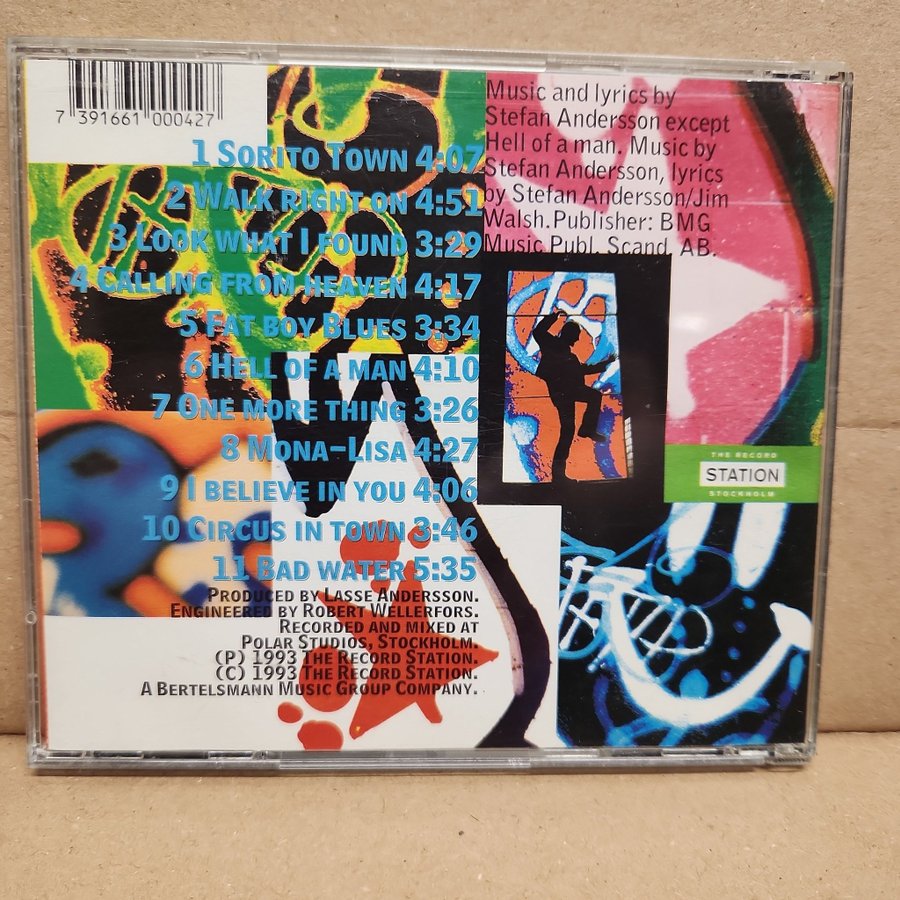 7 391661 000427
1 SORITO TOWN 4:07
2 WALK RIGHT ON 4:51
3 LOOK WHAT I FOUND 3:29
4 CALLING FROM HEAVEN 4:17
5 FAT BOY BLUES 3:34
6 HELL OF A MAN 4:10
7 ONE MORE THING 3:26
8 MONA-LISA 4:27
9 I BELIEVE IN YOU 4:06
10 CIRCUS IN TOWN 3:46
11 BAD WATER 5:35
PRODUCED BY LASSE ANDERSSON.
ENGINEERED BY ROBERT WELLERFORS.
RECORDED AND MIXED AT
POLAR STUDIOS, STOCKHOLM.
(P) 1993 THE RECORD STATION.
(C) 1993 THE RECORD STATION.
A BERTELSMANN MUSIC GROUP COMPANY.
Music and lyrics by
Stefan Andersson except
Hell of a man. Music by
Stefan Andersson, lyrics
by Stefan Andersson/Jim
Walsh. Publisher: BMG
Music Publ. Scand. AB.
THE RECORD
STATION
STOCKHOLM